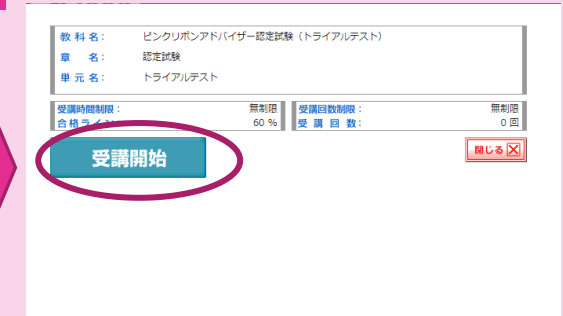 教科名： ピンクリボンアドバイザー認定試験（トライアルテスト）
章　名： 認定試験
単元名： トライアルテスト
受講時間制限： 無制限 受講回数制限： 無制限
合格ライン： 60 % 受 講 回 数： 0 回
受講開始
閉じる